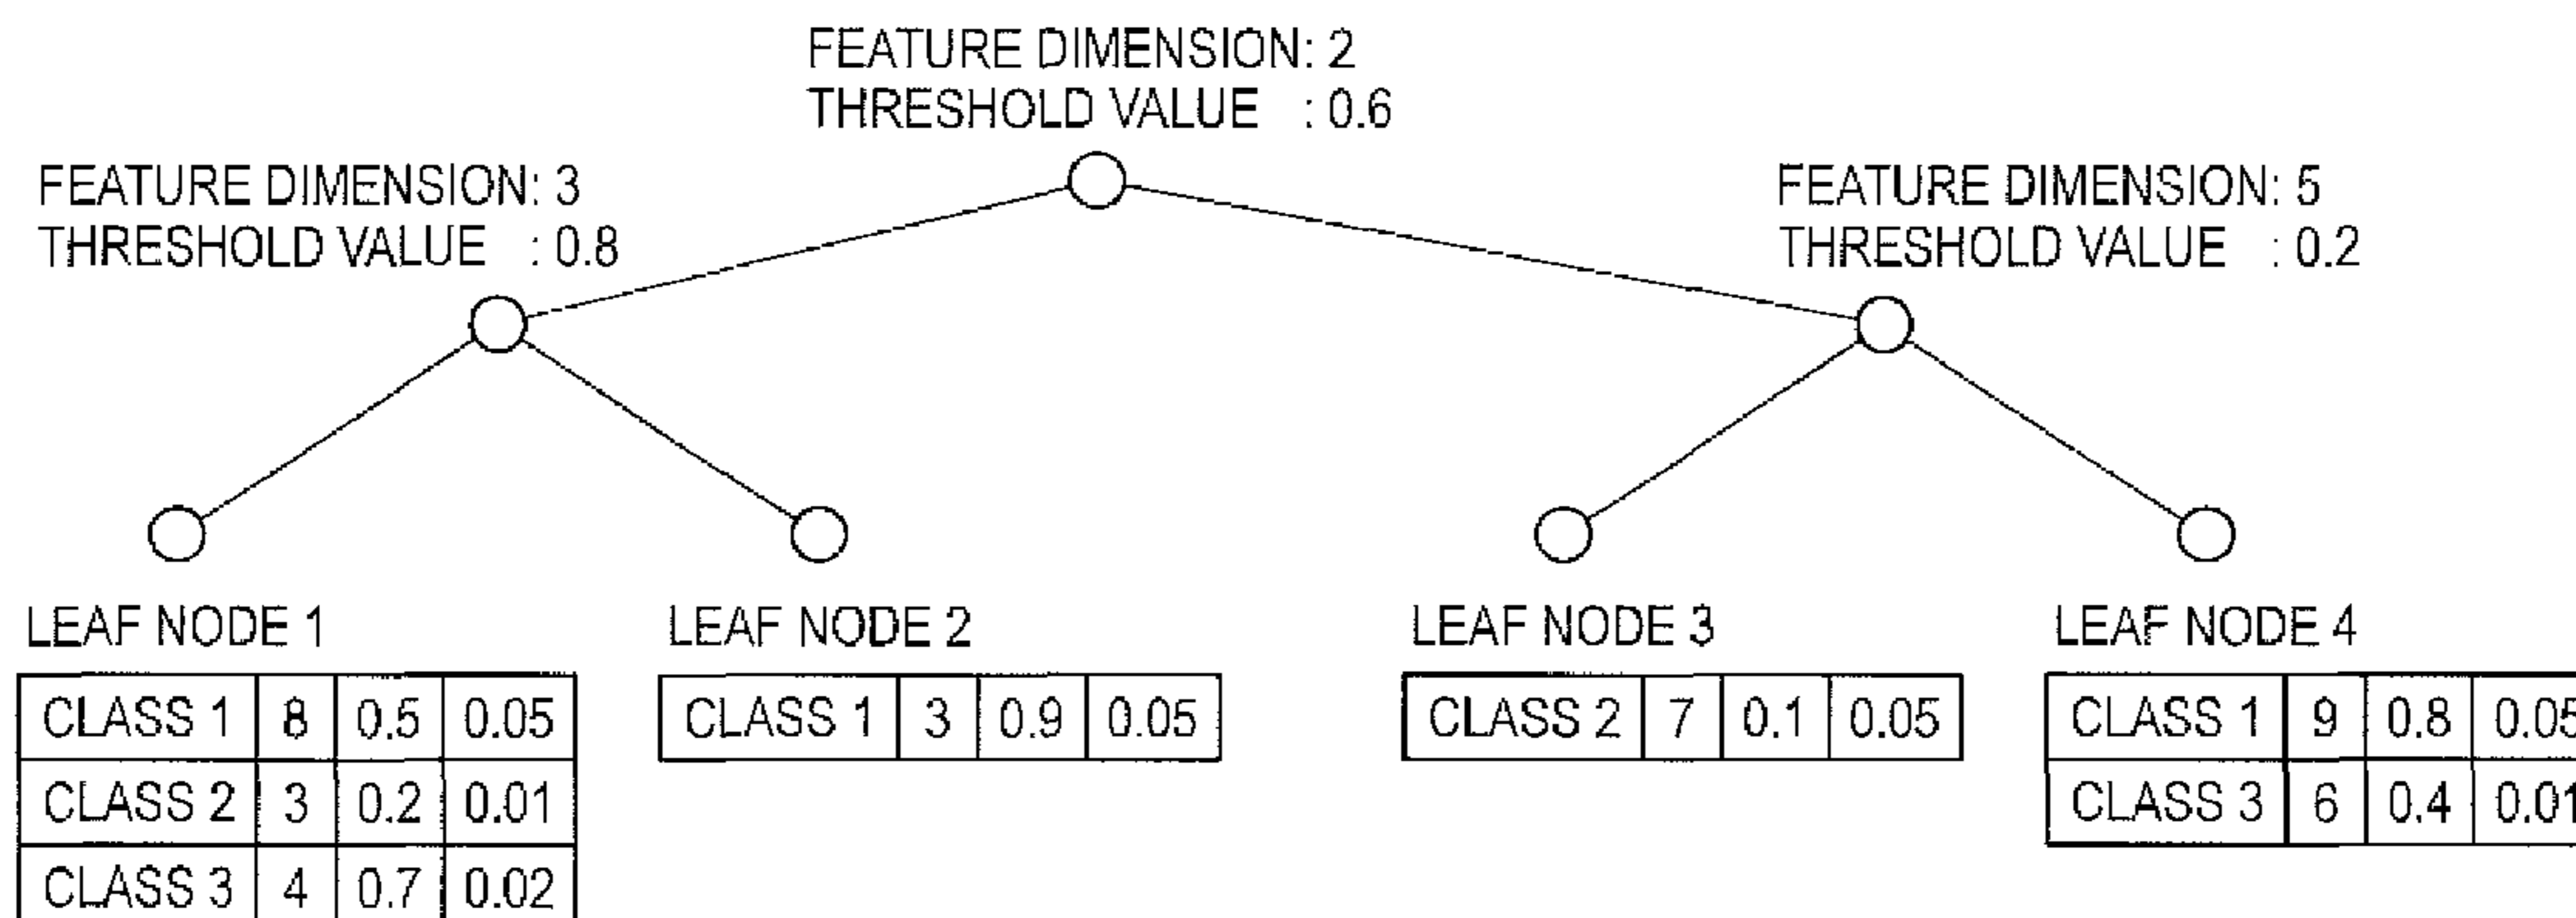 FEATURE DIMENSION: 2
THRESHOLD VALUE : 0.6
FEATURE DIMENSION: 3
THRESHOLD VALUE : 0.8
FEATURE DIMENSION: 5
THRESHOLD VALUE : 0.2
LEAF NODE 1
CLASS 1 8 0.5 0.05
CLASS 2 3 0.2 0.01
CLASS 3 4 0.7 0.02
LEAF NODE 2
CLASS 1 3 0.9 0.05
LEAF NODE 3
CLASS 2 7 0.1 0.05
LEAF NODE 4
CLASS 1 9 0.8 0.05
CLASS 3 6 0.4 0.01